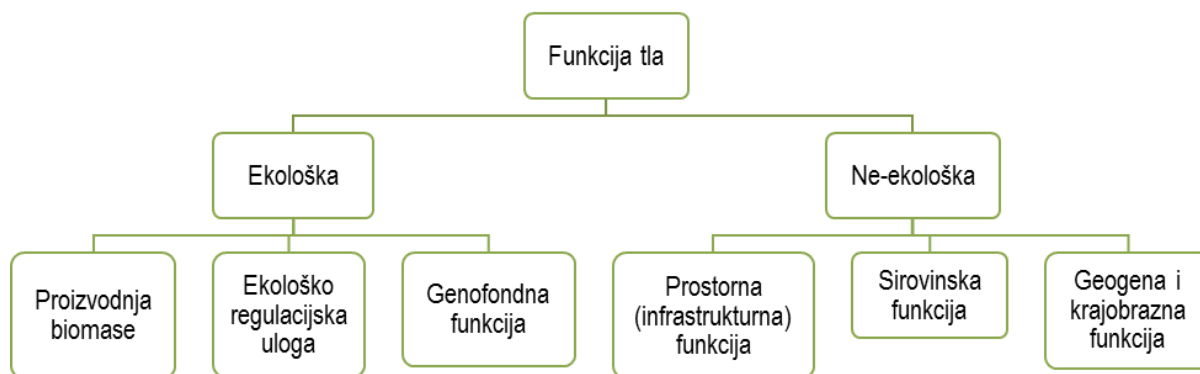 Funkcija tla
Ekološka
Ne-ekološka
Proizvodnja
biomase
Ekološko
regulacijska
uloga
Genofondna
funkcija
Prostorna
(infrastrukturna)
funkcija
Sirovinska
funkcija
Geogena i
krajobrazna
funkcija